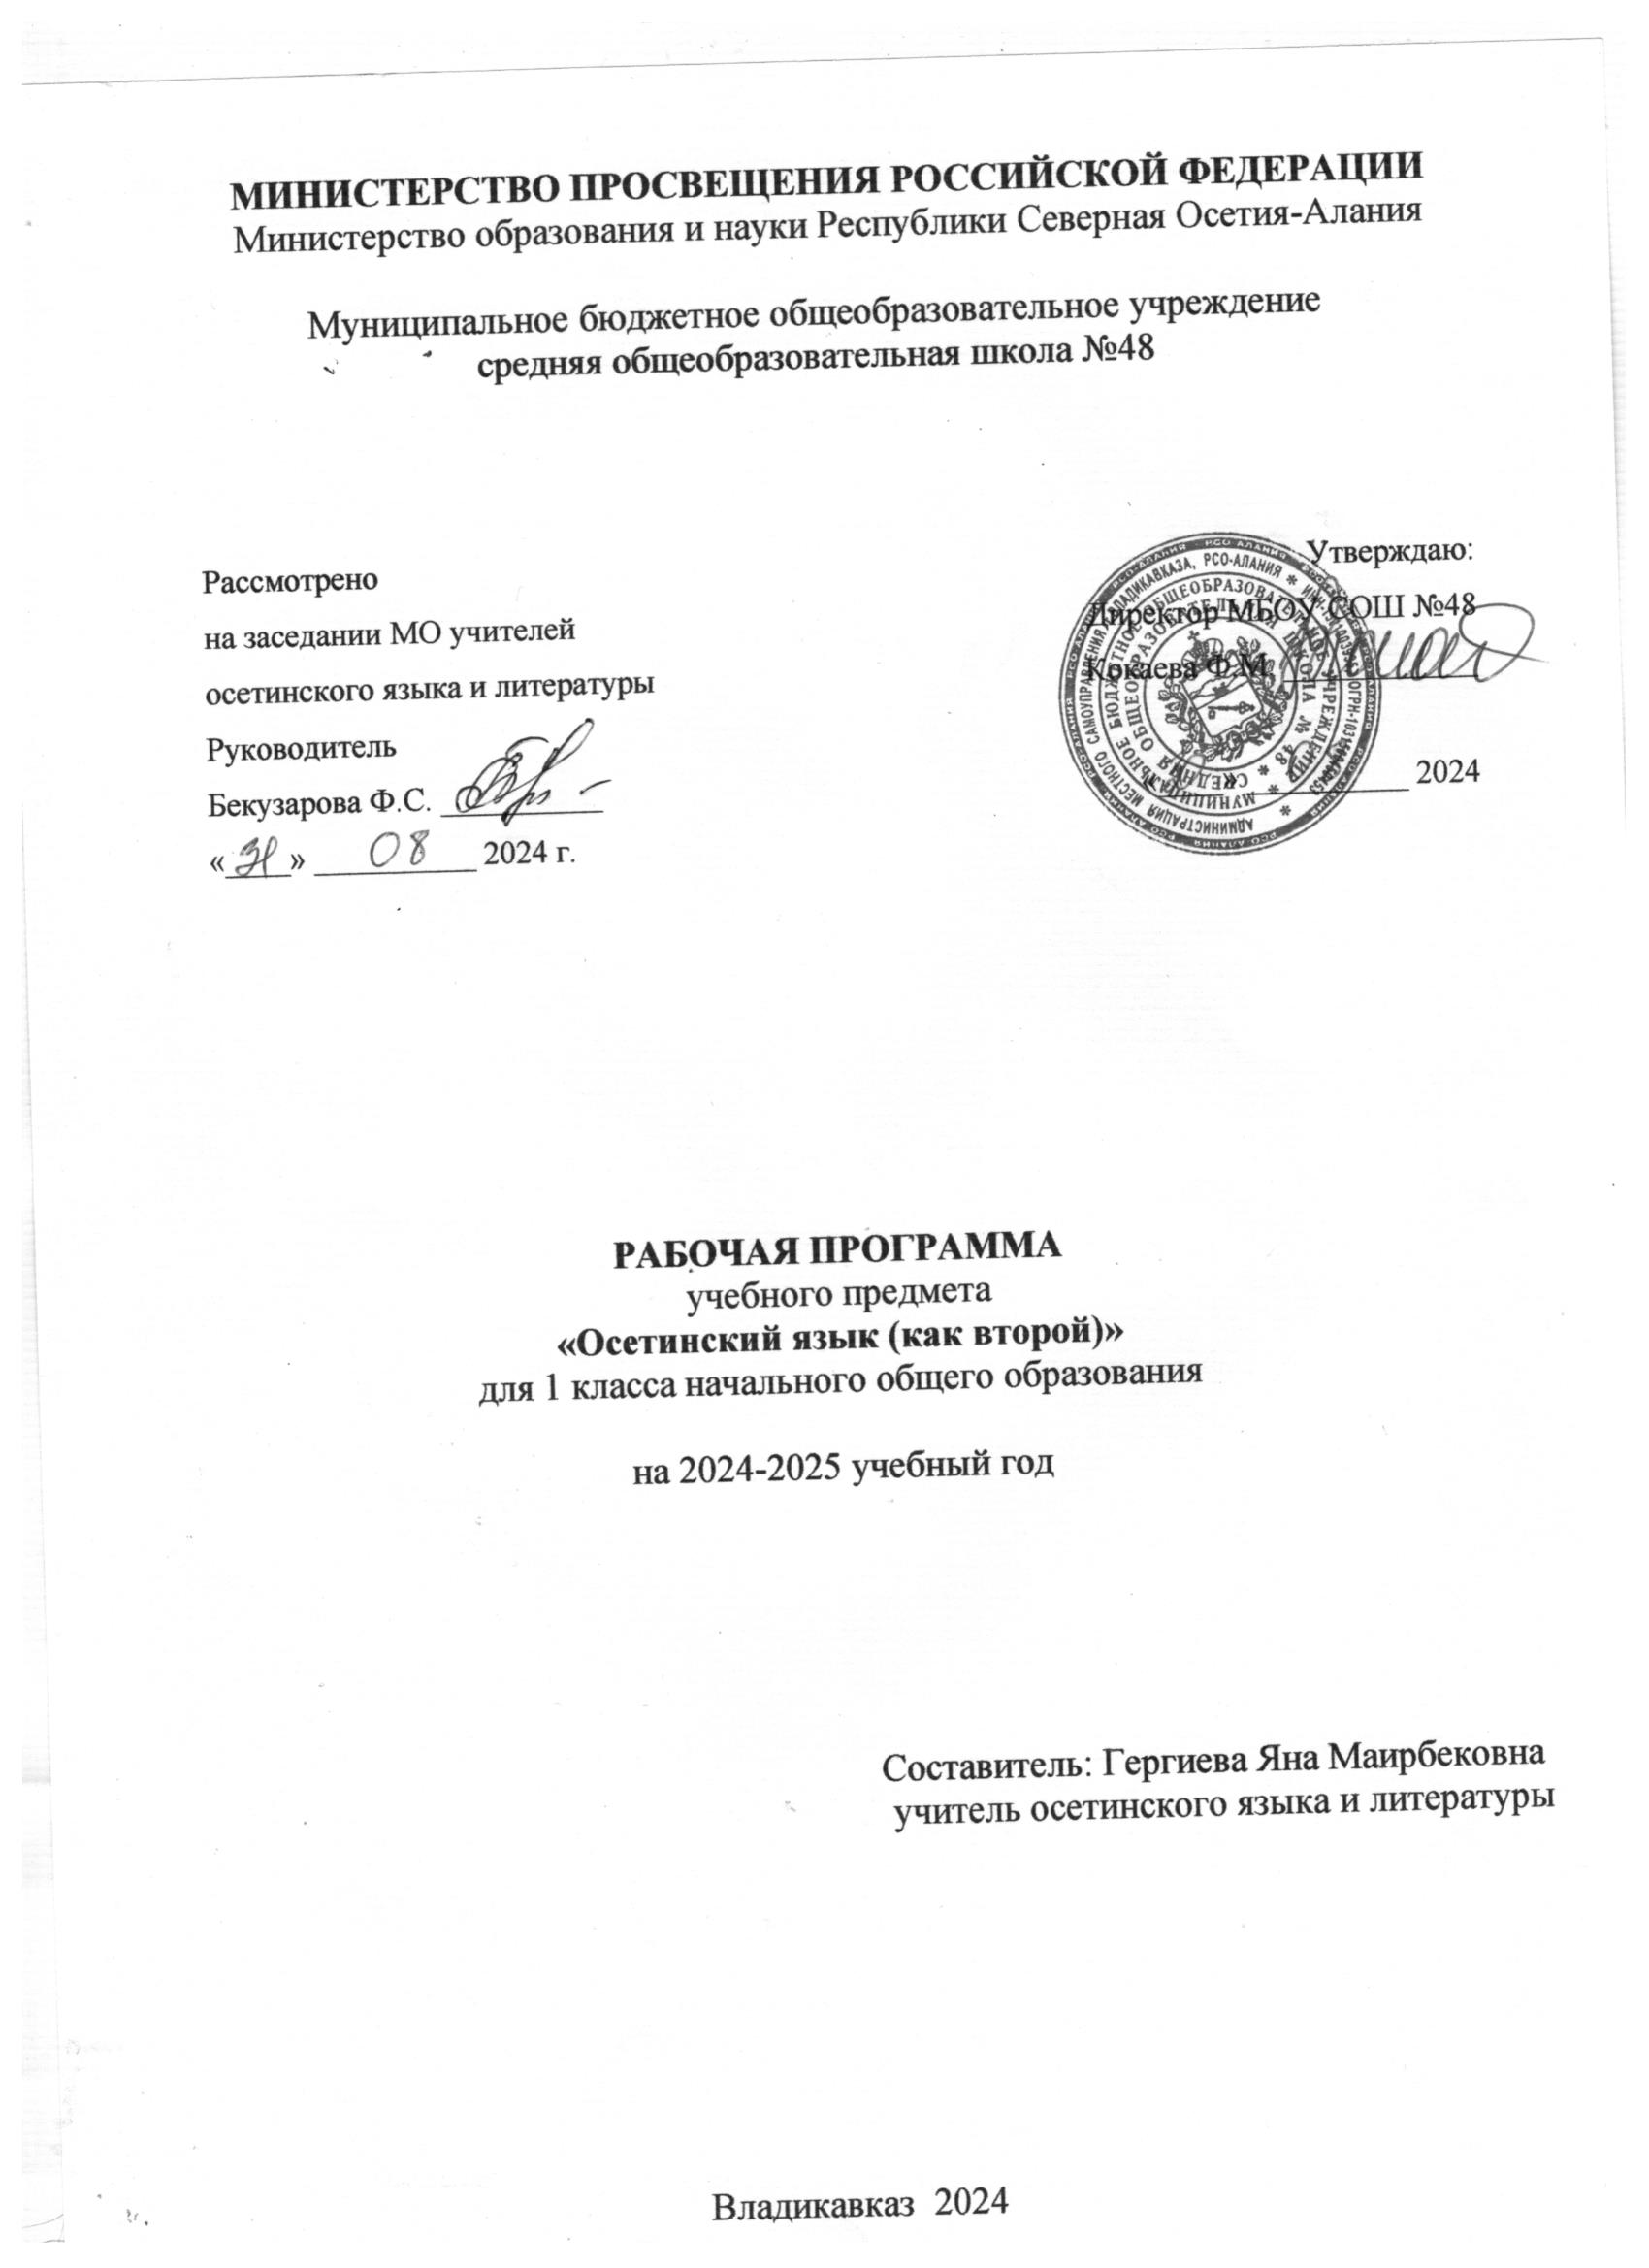 МИНИСТЕРСТВО ПРОСВЕЩЕНИЯ РОССИЙСКОЙ ФЕДЕРАЦИИ
Министерство образования и науки Республики Северная Осетия-Алания
Муниципальное бюджетное общеобразовательное учреждение
средняя общеобразовательная школа №48
Рассмотрено
на заседании МО учителей
осетинского языка и литературы
Руководитель
Бекузарова Ф.С.
«31» 08 2024 г.
Утверждаю:
Директор МБОУ СОШ №48
Кокаева Ф.М.
2024
РАБОЧАЯ ПРОГРАММА
учебного предмета
«Осетинский язык (как второй)»
для 1 класса начального общего образования
на 2024-2025 учебный год
Составитель: Гергиева Яна Маирбековна
учитель осетинского языка и литературы
Владикавказ 2024